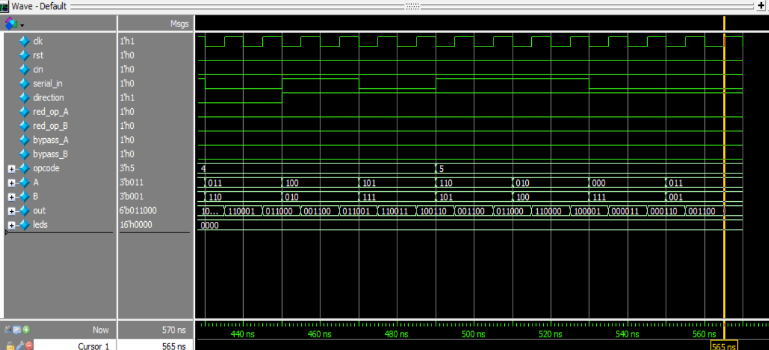 Wave - Default
Msgs
clk 1'h1
rst 1'h0
cin 1'h0
serial_in 1'h0
direction 1'h1
red_op_A 1'h0
red_op_B 1'h0
bypass_A 1'h0
bypass_B 1'h0
opcode 3'h5 4 5
A 3'b011 011 100 101 110 010 000 011
B 3'b001 110 010 111 101 100 111 001
out 6'b011000 10... 110001 011000 001100 011001 110011 100110 001100 011000 110000 100001 000011 000110 001100
leds 16'h0000 0000
Now 570 ns 440 ns 460 ns 480 ns 500 ns 520 ns 540 ns 560 ns
Cursor 1 565 ns 565 ns